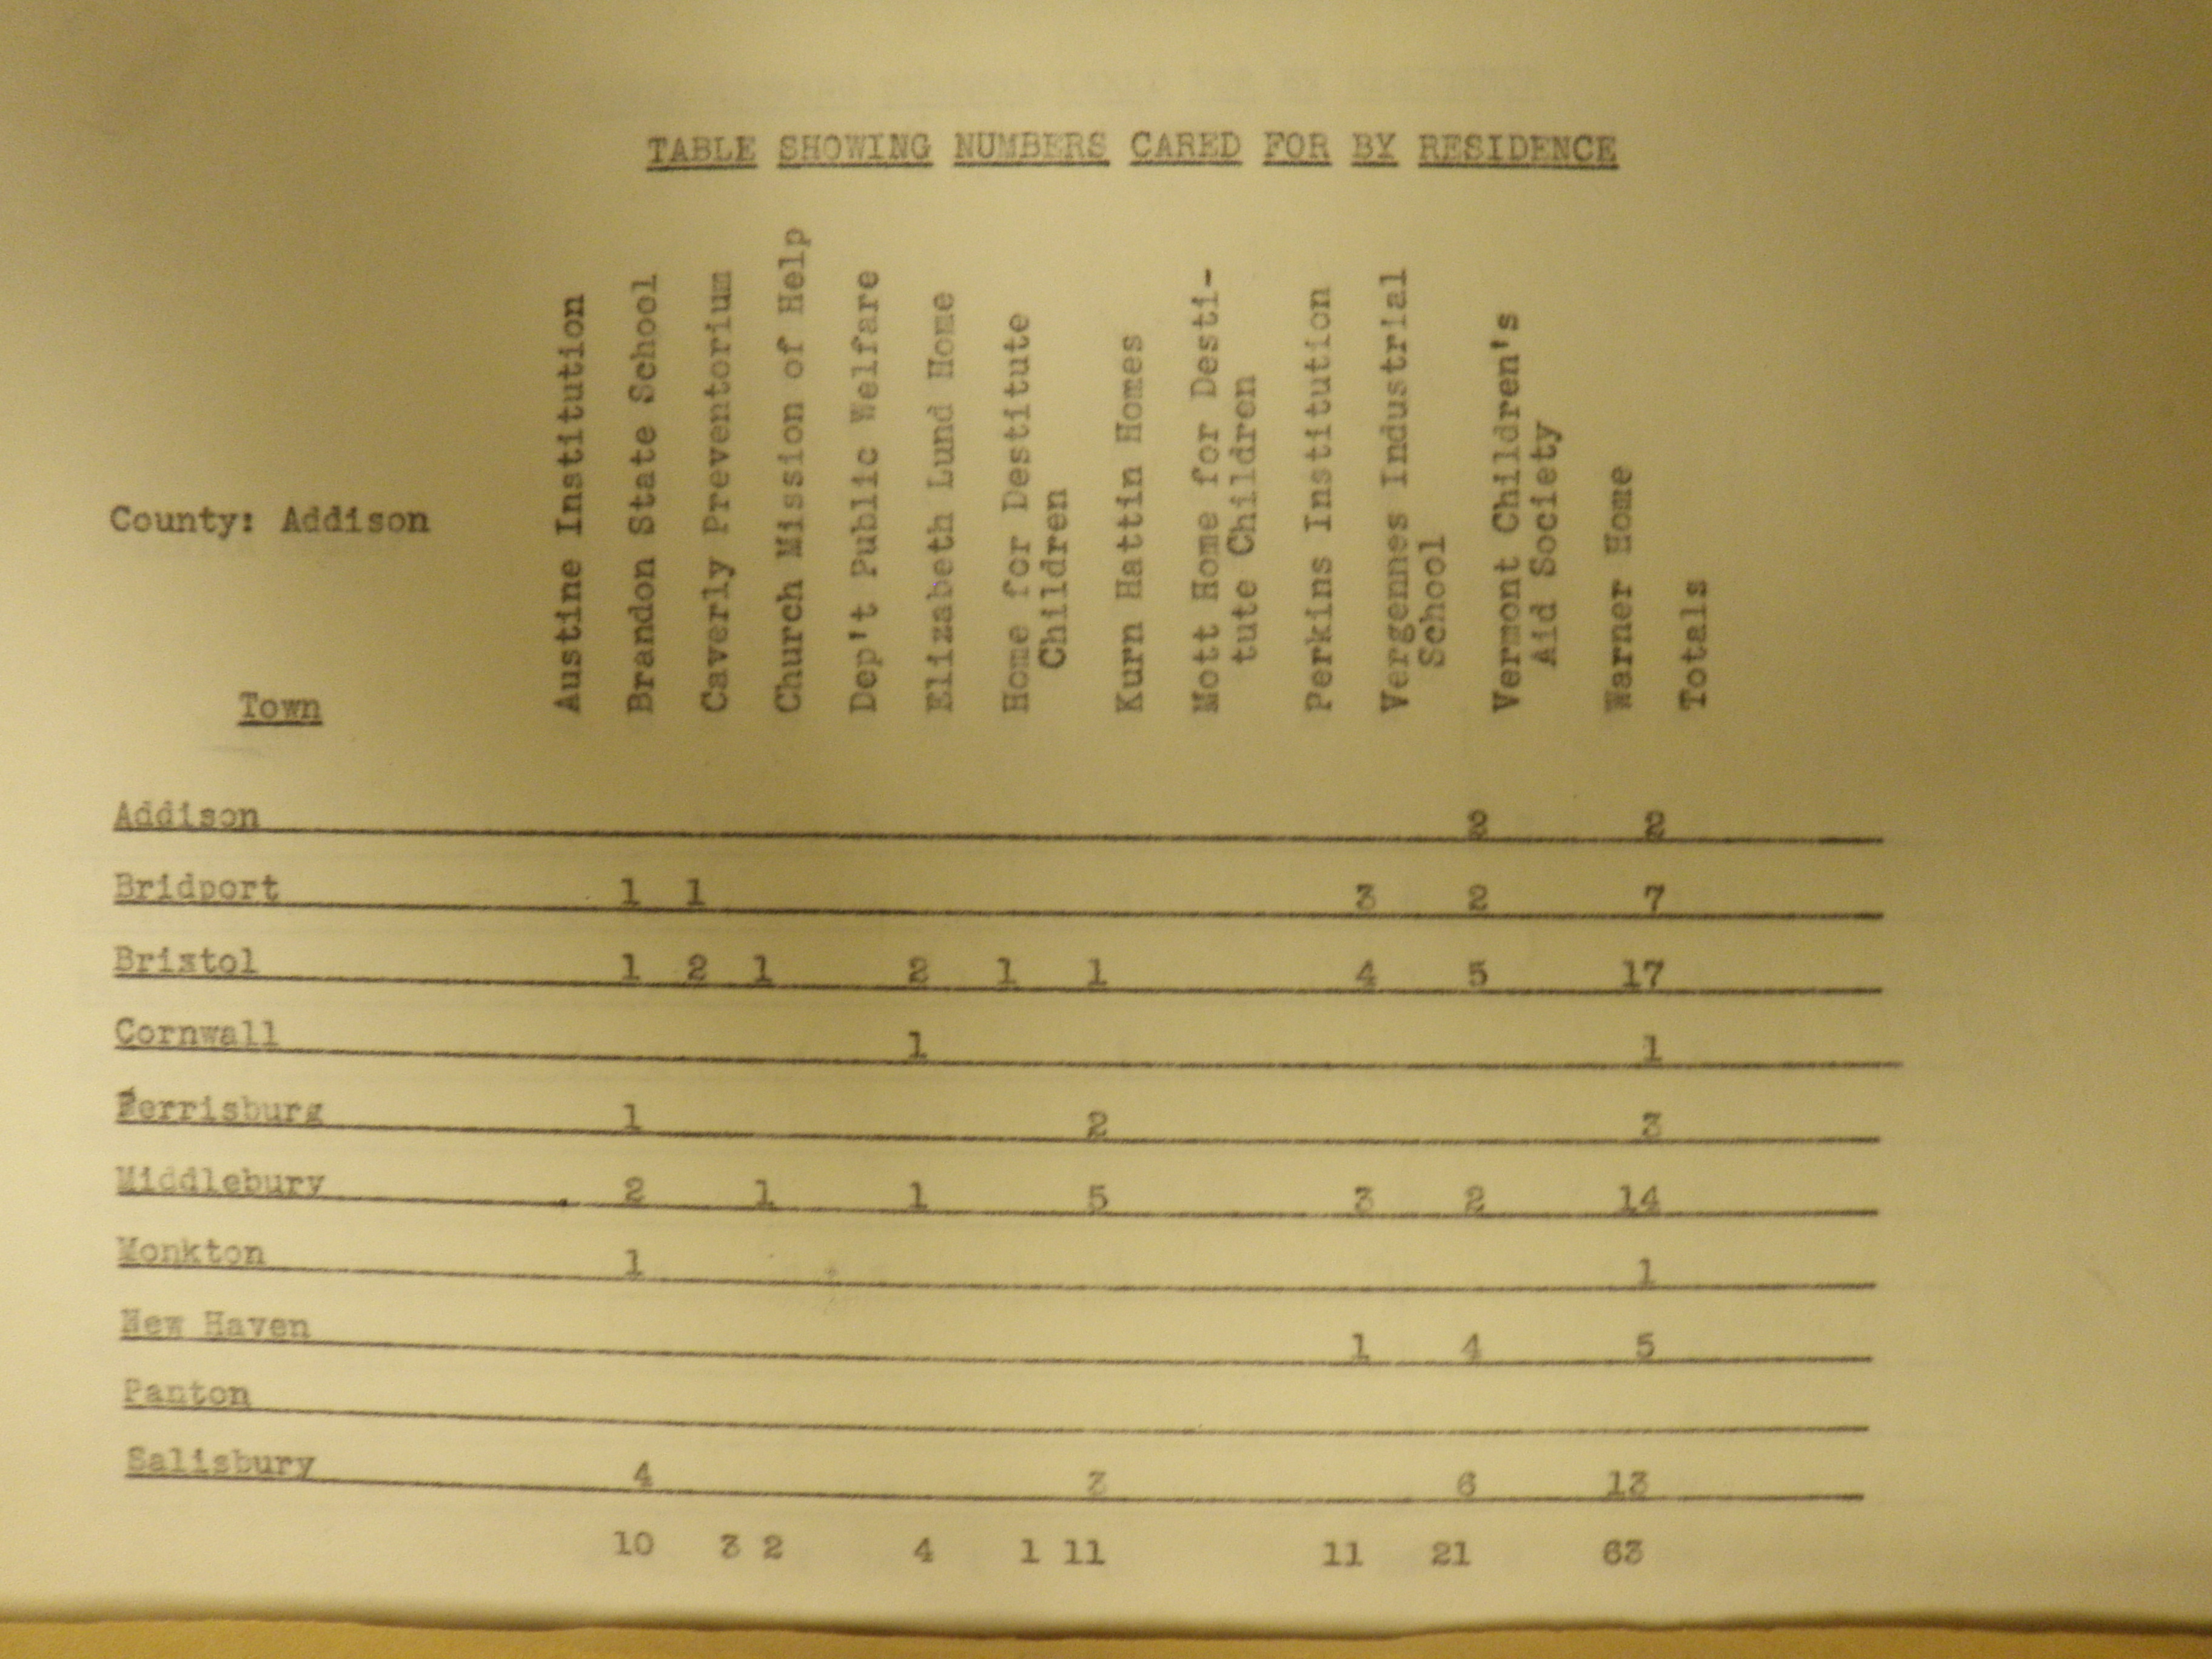 TABLE SHOWING NUMBERS CARED FOR BY RESIDENCE
County: Addison
Town
Austine Institution
Brandon State School
Caverly Preventorium
Church Mission of Help
Dep't Public Welfare
Elizabeth Lund Home
Home for Destitute
Children
Kurn Hattin Homes
Mott Home for Desti-
tute Children
Perkins Institution
Vergennes Industrial
School
Vermont Children's
Aid Society
Warner Home
Totals
Addison 2 2
Bridport 1 1 3 2 7
Bristol 1 2 1 2 1 1 4 5 17
Cornwall 1 1
Ferrisburg 1 2 3
Middlebury 2 1 1 5 3 2 14
Monkton 1 1
New Haven 1 4 5
Panton
Salisbury 4 3 6 13
10 3 2 4 1 11 11 21 63